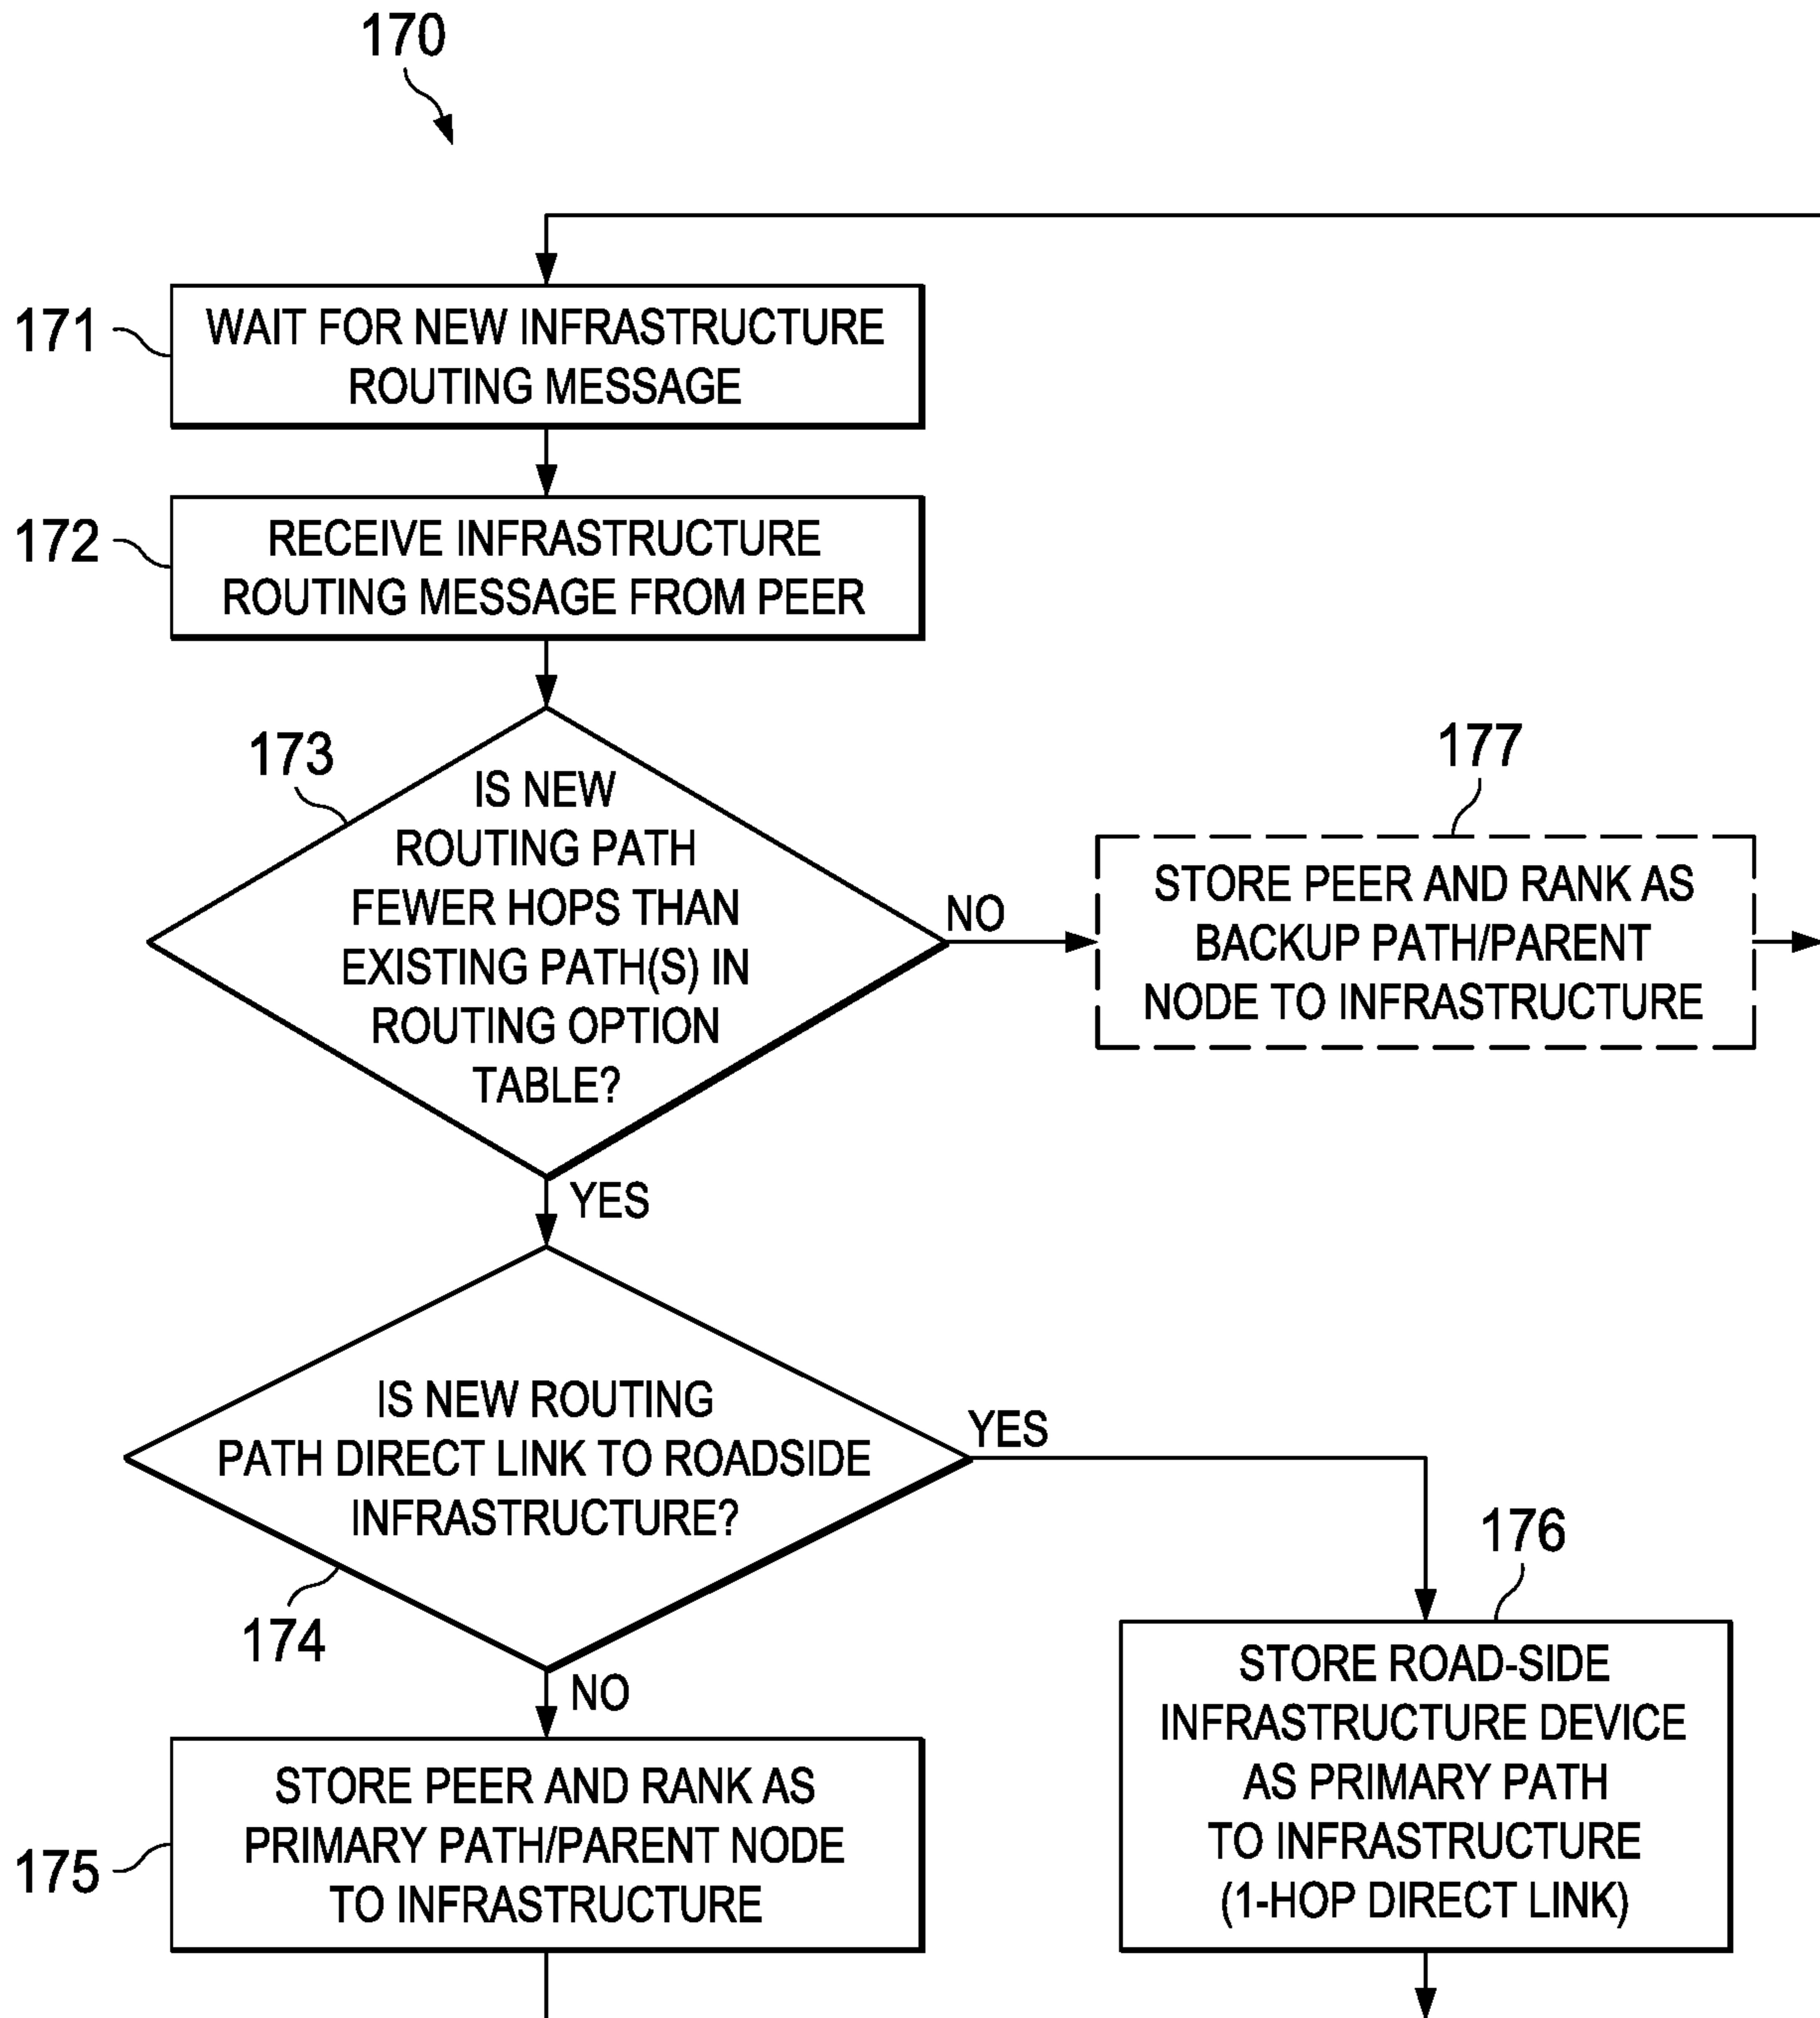 170
171
WAIT FOR NEW INFRASTRUCTURE
ROUTING MESSAGE
172
RECEIVE INFRASTRUCTURE
ROUTING MESSAGE FROM PEER
173
IS NEW
ROUTING PATH
FEWER HOPS THAN
EXISTING PATH(S) IN
ROUTING OPTION
TABLE?
NO
177
STORE PEER AND RANK AS
BACKUP PATH/PARENT
NODE TO INFRASTRUCTURE
YES
IS NEW ROUTING
PATH DIRECT LINK TO ROADSIDE
INFRASTRUCTURE?
174
YES
176
STORE ROAD-SIDE
INFRASTRUCTURE DEVICE
AS PRIMARY PATH
TO INFRASTRUCTURE
(1-HOP DIRECT LINK)
NO
175
STORE PEER AND RANK AS
PRIMARY PATH/PARENT NODE
TO INFRASTRUCTURE